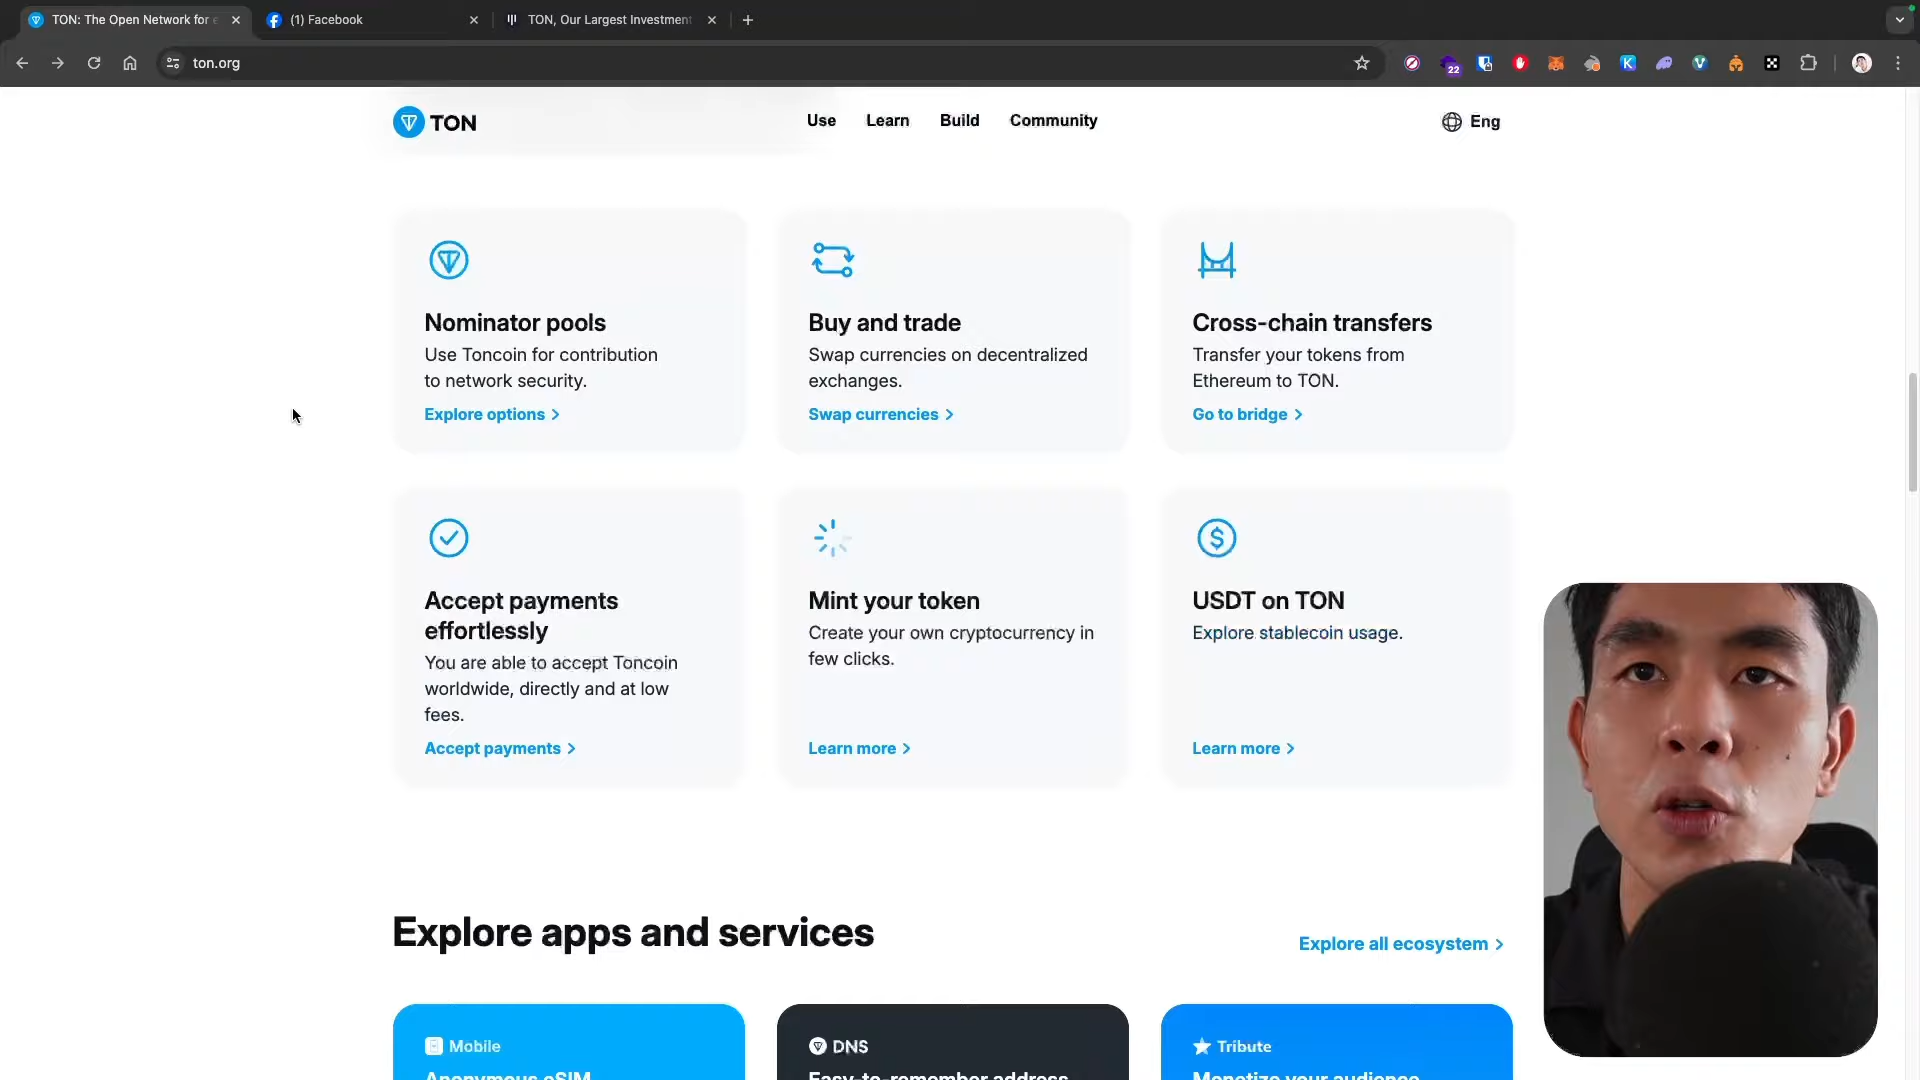 TON: The Open Network for e
(1) Facebook
TON, Our Largest Investment
ton.org
22
TON
Use
Learn
Build
Community
Eng
Nominator pools
Use Toncoin for contribution
to network security.
Explore options
Buy and trade
Swap currencies on decentralized
exchanges.
Swap currencies
Cross-chain transfers
Transfer your tokens from
Ethereum to TON.
Go to bridge
Accept payments
effortlessly
You are able to accept Toncoin
worldwide, directly and at low
fees.
Accept payments
Mint your token
Create your own cryptocurrency in
few clicks.
Learn more
USDT on TON
Explore stablecoin usage.
Learn more
Explore apps and services
Explore all ecosystem
Mobile
Anonymous eSIM
DNS
Easy-to-remember address
Tribute
Monetize your audience